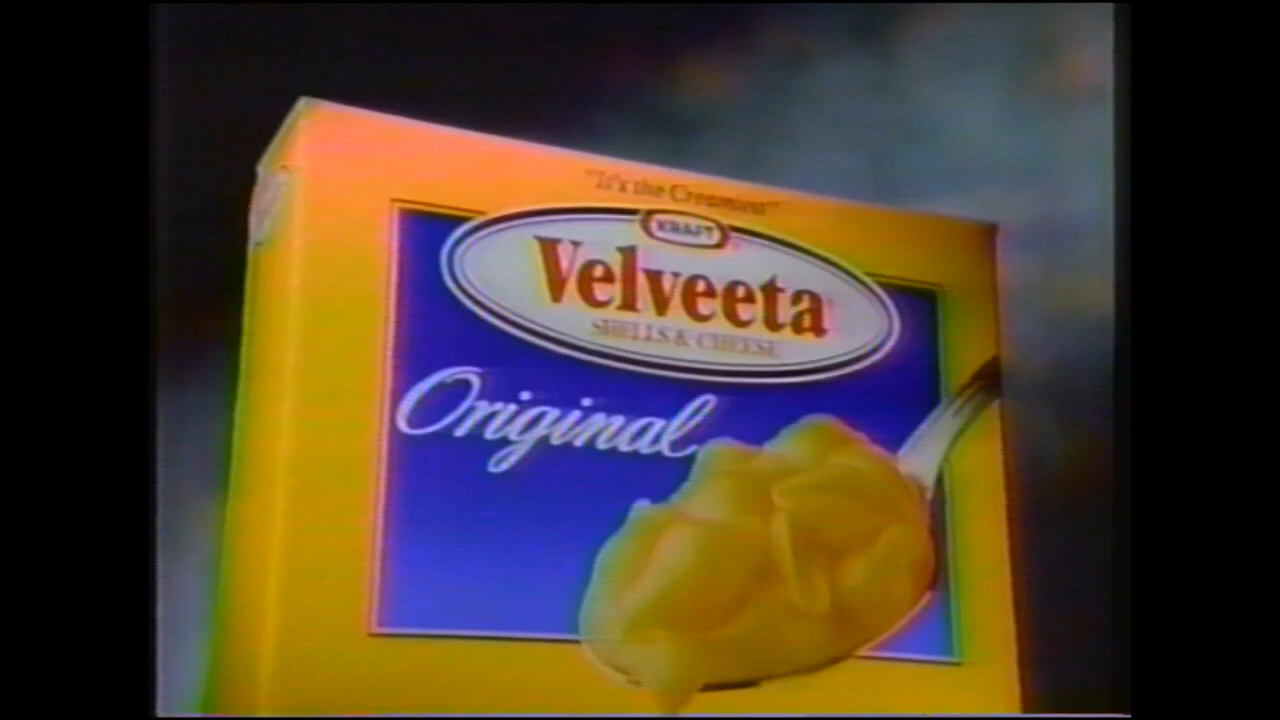 "It's the Creamiest"
KRAFT
Velveeta
SHELLS & CHEESE
Original